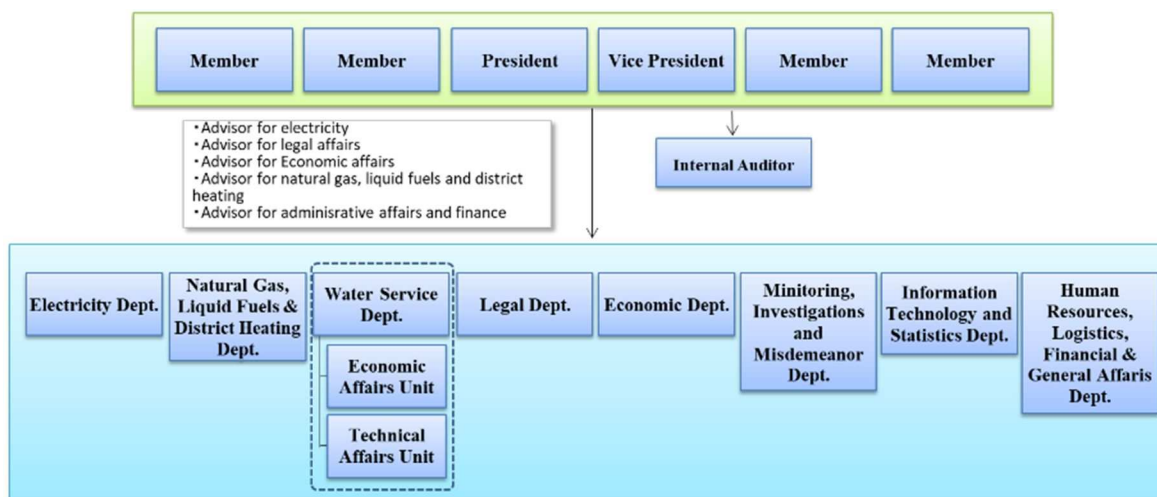 Member
Member
President
Vice President
Member
Member
・Advisor for electricity
・Advisor for legal affairs
・Advisor for Economic affairs
・Advisor for natural gas, liquid fuels and district
heating
・Advisor for adminisrative affairs and finance
Internal Auditor
Electricity Dept.
Natural Gas,
Liquid Fuels &
District Heating
Dept.
Water Service
Dept.
Economic
Affairs Unit
Technical
Affairs Unit
Legal Dept.
Economic Dept.
Minitoring,
Investigations
and
Misdemeanor
Dept.
Information
Technology and
Statistics Dept.
Human
Resources,
Logistics,
Financial &
General Affaris
Dept.